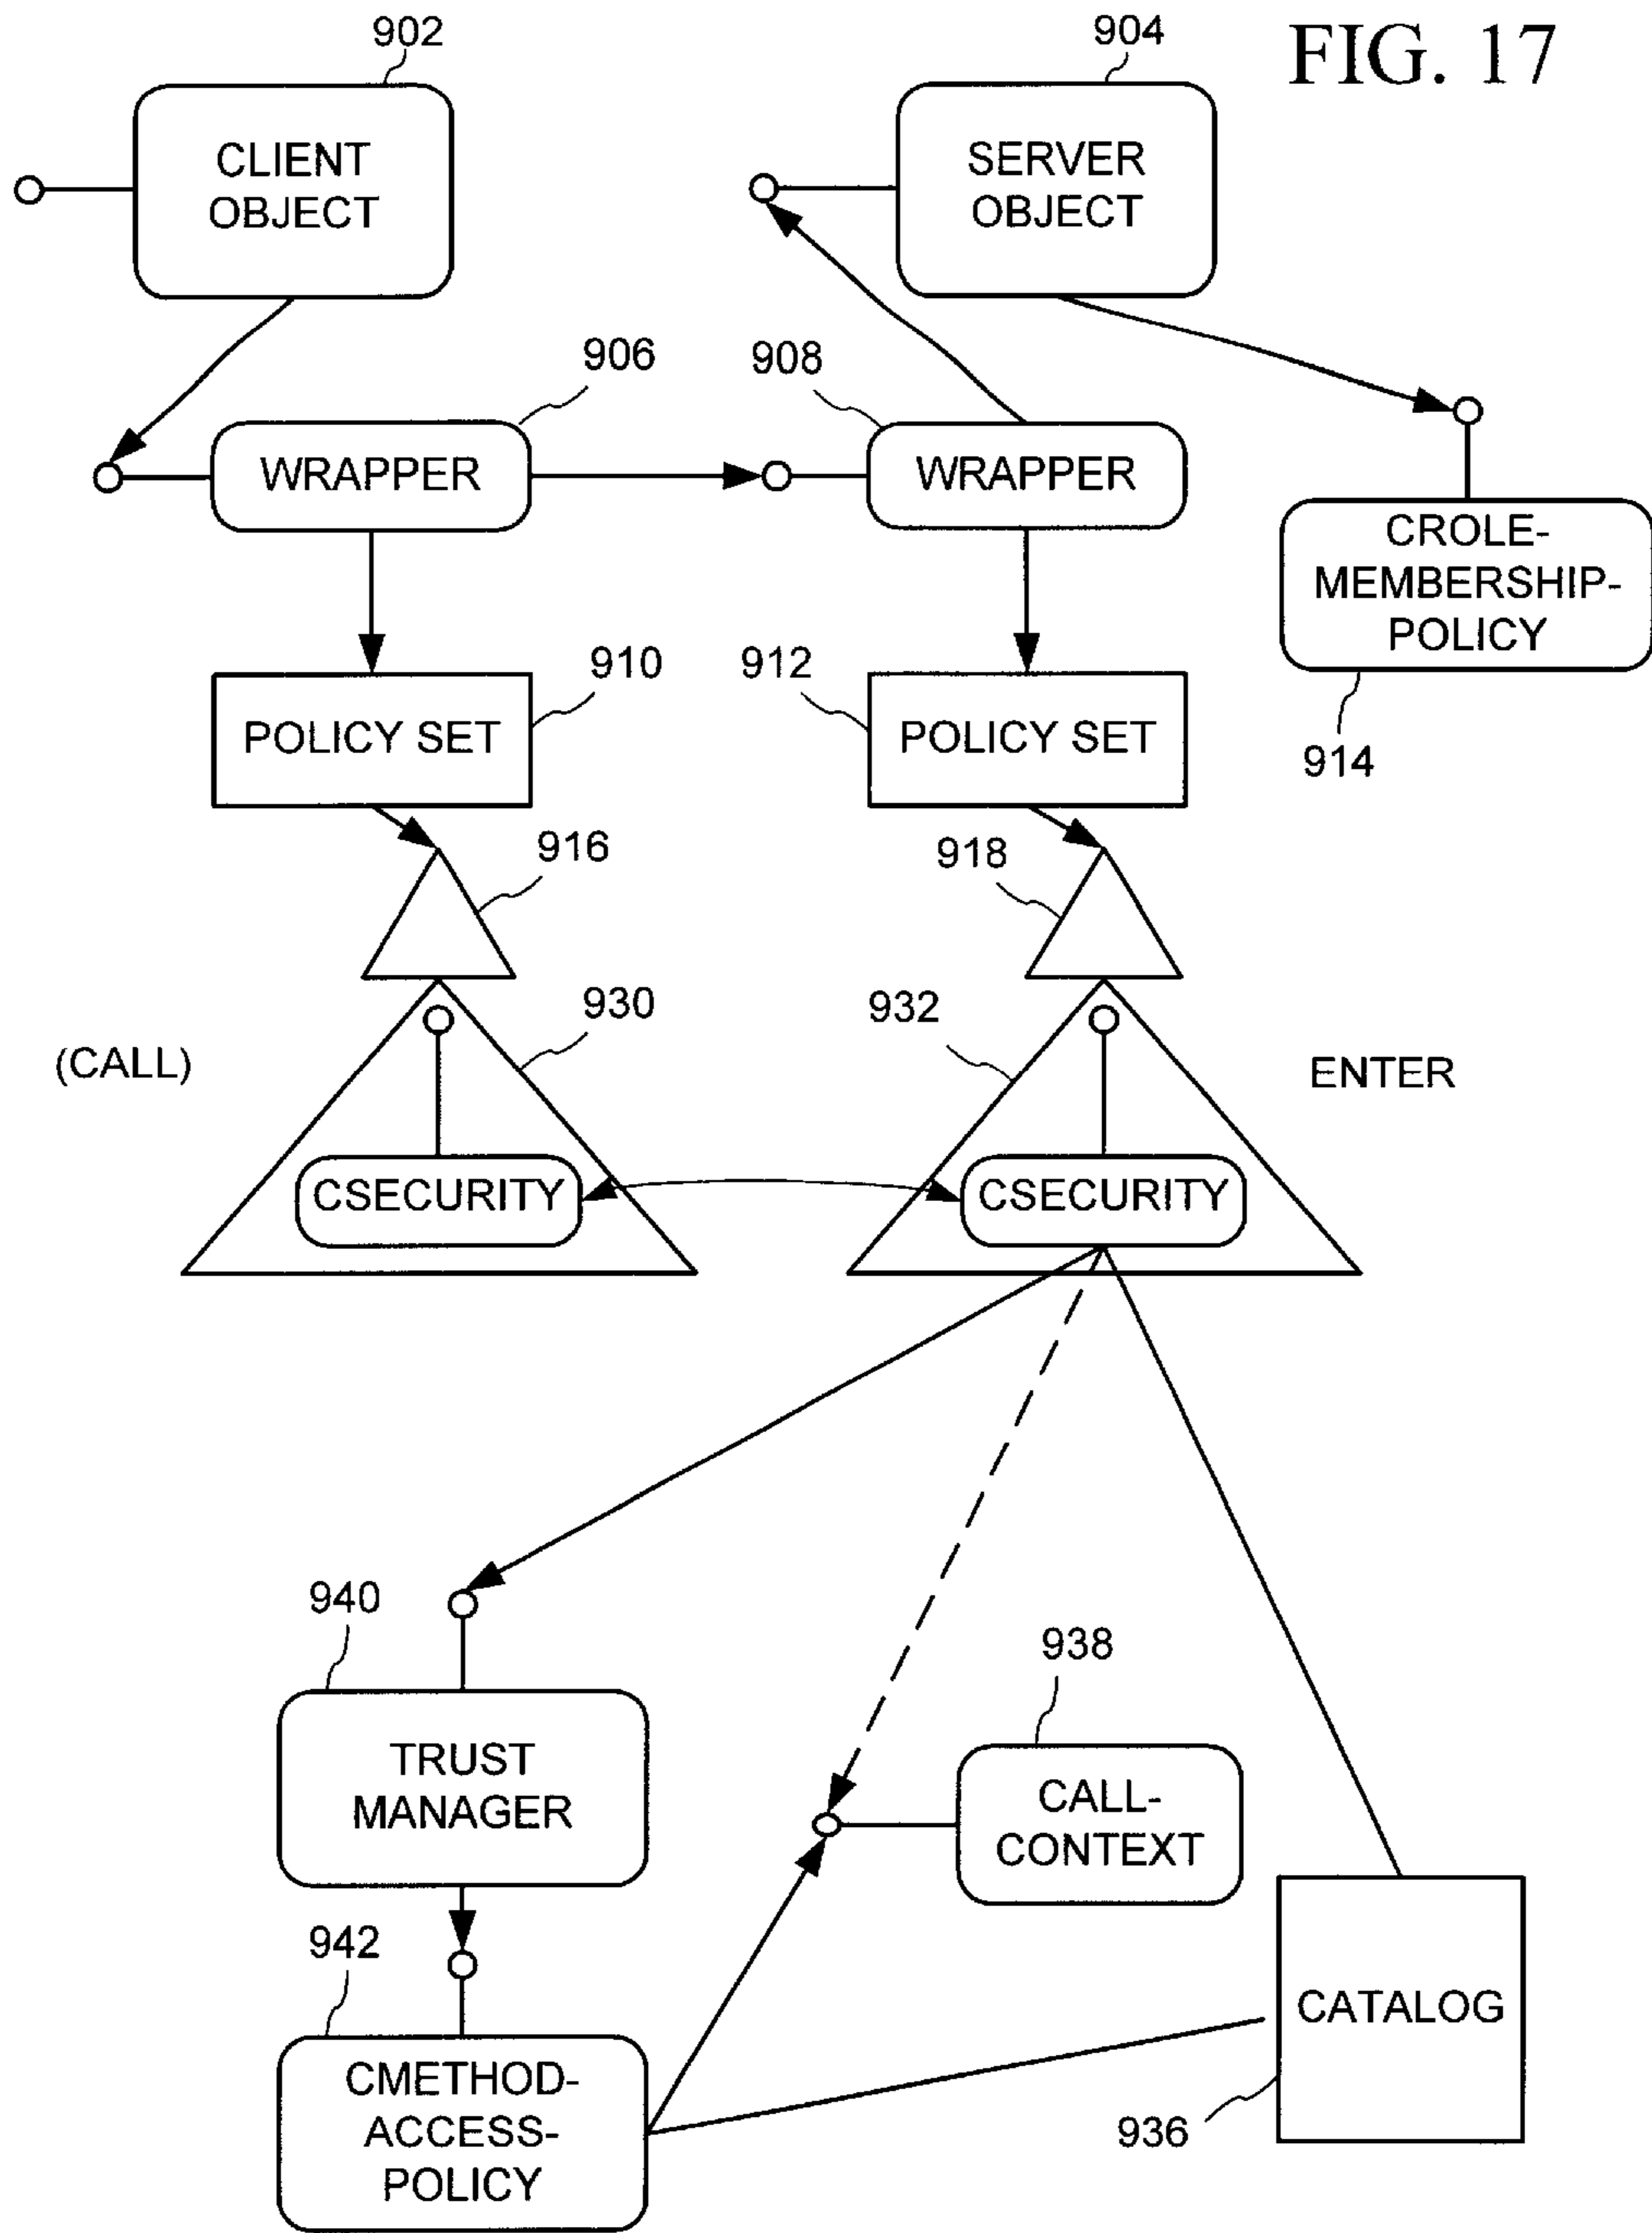 902
904
FIG. 17
CLIENT
OBJECT
SERVER
OBJECT
906
908
WRAPPER
WRAPPER
CROLE-
MEMBERSHIP-
POLICY
910
912
POLICY SET
POLICY SET
914
916
918
930
932
(CALL)
ENTER
CSECURITY
CSECURITY
940
938
TRUST
MANAGER
CALL-
CONTEXT
942
CATALOG
CMETHOD-
ACCESS-
POLICY
936